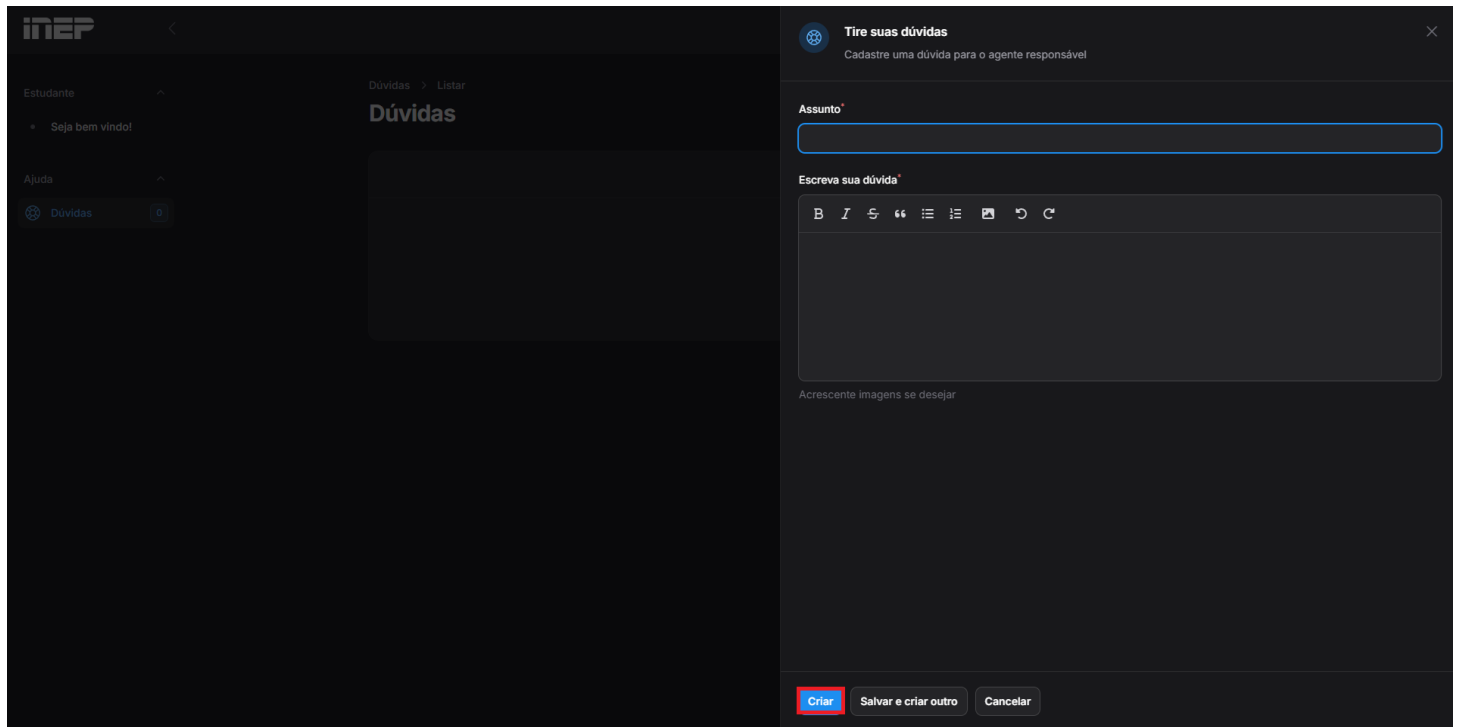 inep
Estudante
Seja bem vindo!
Ajuda
Dúvidas 0
Dúvidas > Listar
Dúvidas
Tire suas dúvidas
Cadastre uma dúvida para o agente responsável
Assunto*
Escreva sua dúvida*
Acrescente imagens se desejar
Criar Salvar e criar outro Cancelar